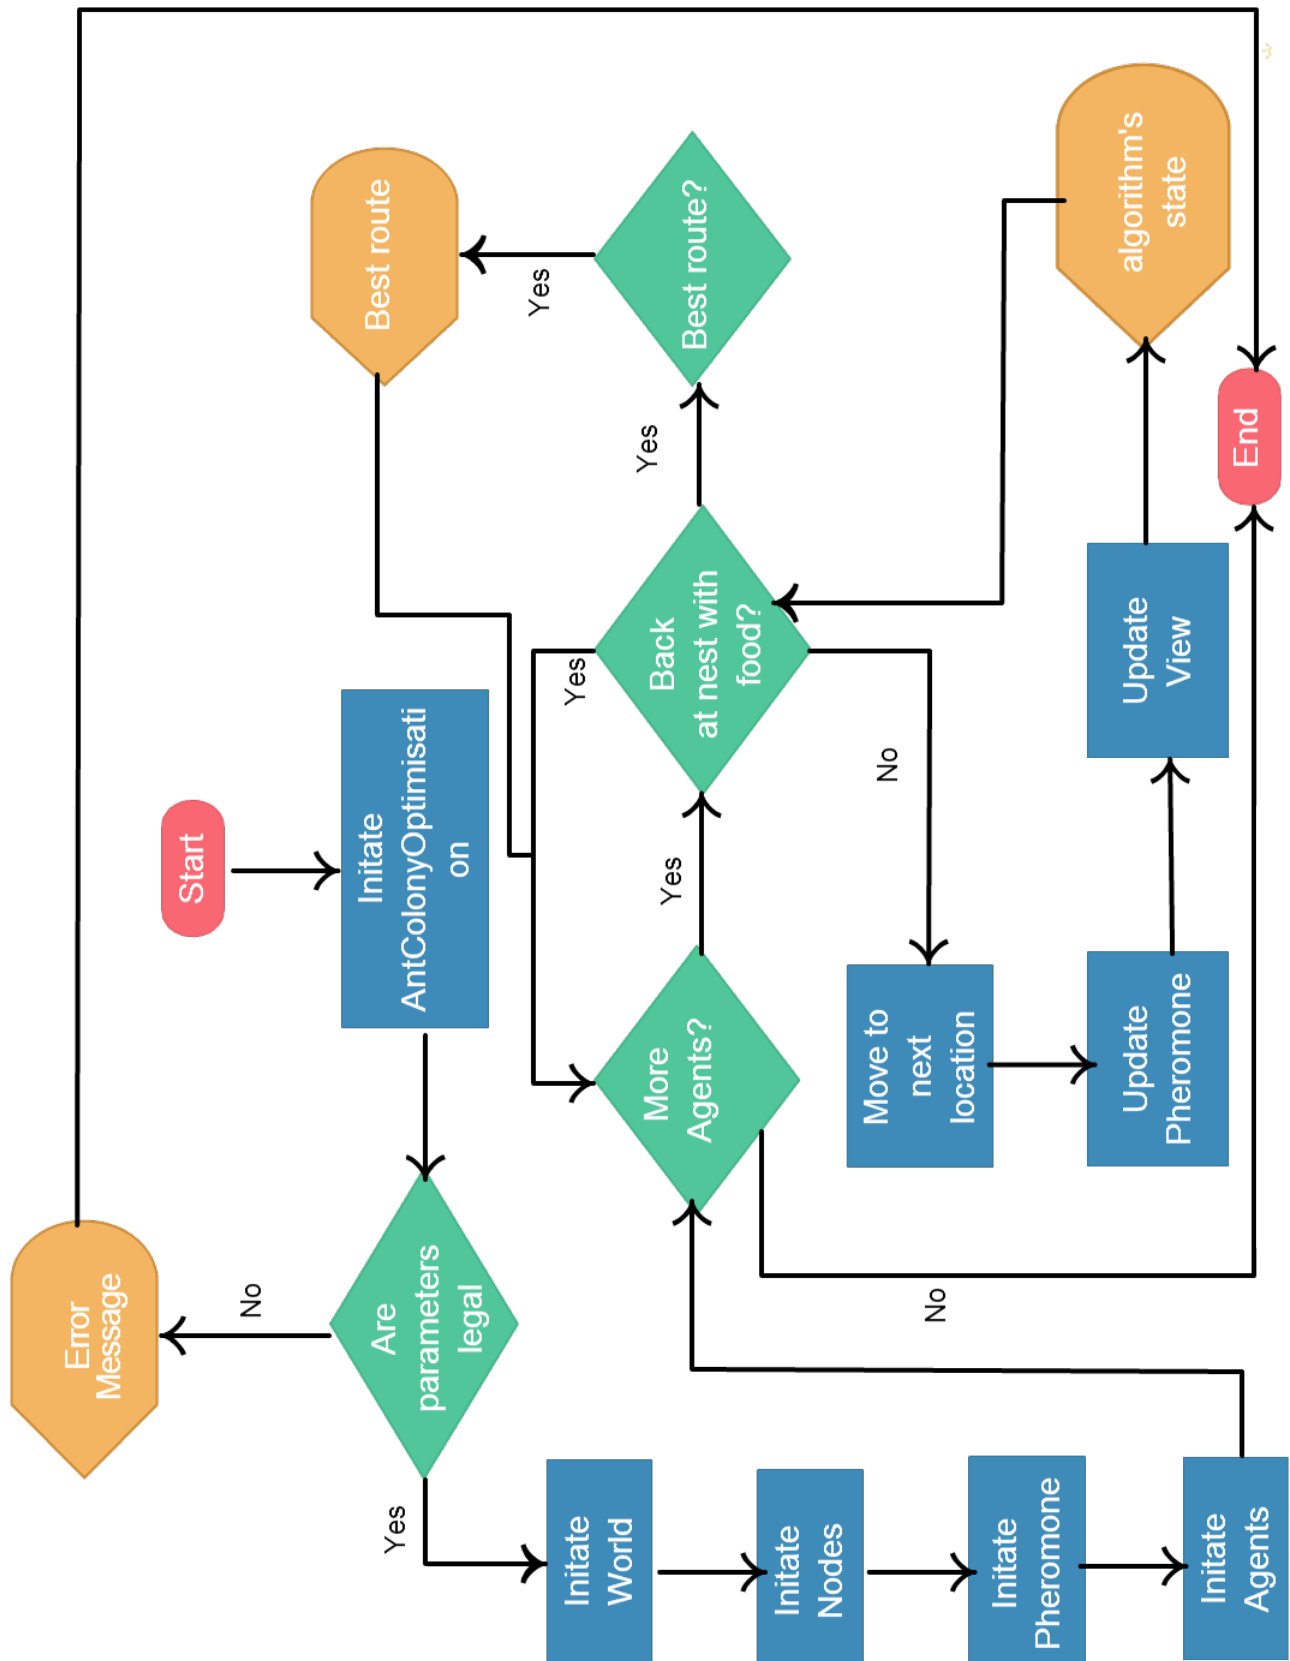 Start
Initate
AntColonyOptimisati
on
Are
parameters
legal
No
Error
Message
Yes
Initate
World
Initate
Nodes
Initate
Pheromone
Initate
Agents
More
Agents?
No
Yes
Back
at nest with
food?
Yes
Yes
Best route?
Yes
Best route
No
Move to
next
location
Update
Pheromone
Update
View
algorithm's
state
End